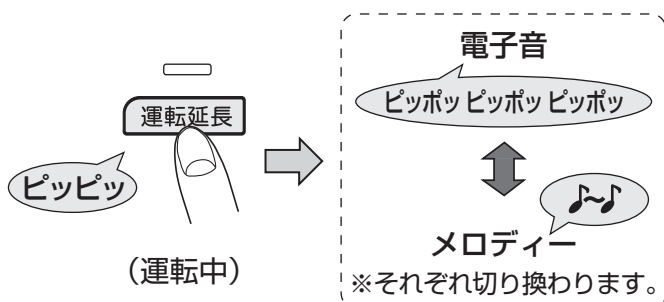 運転延長
ピッピッ
(運転中)
電子音
ピッポッ ピッポッ ピッポッ
♪~♪
メロディー
※それぞれ切り換わります。